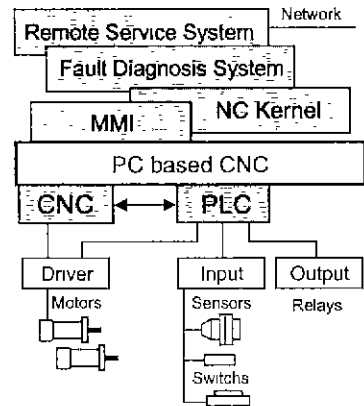 Network
Remote Service System
Fault Diagnosis System
NC Kernel
MMI
PC based CNC
CNC
PLC
Driver
Input
Output
Motors
Sensors
Relays
Switchs